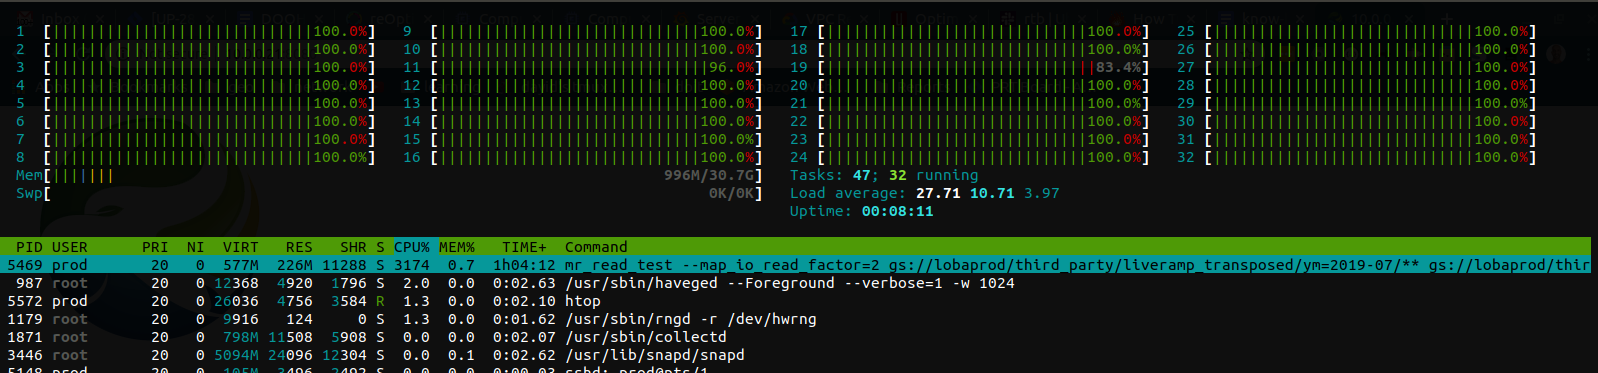 1 [||||||||||||||||||||||||||||||100.0%] 9 [||||||||||||||||||||||||||||||100.0%] 17 [||||||||||||||||||||||||||||||100.0%] 25 [||||||||||||||||||||||||||||||100.0%]
2 [||||||||||||||||||||||||||||||100.0%] 10 [||||||||||||||||||||||||||||||100.0%] 18 [||||||||||||||||||||||||||||||100.0%] 26 [||||||||||||||||||||||||||||||100.0%]
3 [||||||||||||||||||||||||||||||100.0%] 11 [||||||||||||||||||||||||||||||96.0%] 19 [||||||||||||||||||||||||||||||83.4%] 27 [||||||||||||||||||||||||||||||100.0%]
4 [||||||||||||||||||||||||||||||100.0%] 12 [||||||||||||||||||||||||||||||100.0%] 20 [||||||||||||||||||||||||||||||100.0%] 28 [||||||||||||||||||||||||||||||100.0%]
5 [||||||||||||||||||||||||||||||100.0%] 13 [||||||||||||||||||||||||||||||100.0%] 21 [||||||||||||||||||||||||||||||100.0%] 29 [||||||||||||||||||||||||||||||100.0%]
6 [||||||||||||||||||||||||||||||100.0%] 14 [||||||||||||||||||||||||||||||100.0%] 22 [||||||||||||||||||||||||||||||100.0%] 30 [||||||||||||||||||||||||||||||100.0%]
7 [||||||||||||||||||||||||||||||100.0%] 15 [||||||||||||||||||||||||||||||100.0%] 23 [||||||||||||||||||||||||||||||100.0%] 31 [||||||||||||||||||||||||||||||100.0%]
8 [||||||||||||||||||||||||||||||100.0%] 16 [||||||||||||||||||||||||||||||100.0%] 24 [||||||||||||||||||||||||||||||100.0%] 32 [||||||||||||||||||||||||||||||100.0%]
Mem[||||||| 996M/30.7G] Tasks: 47; 32 running
Swp[ 0K/0K] Load average: 27.71 10.71 3.97
Uptime: 00:08:11
PID USER PRI NI VIRT RES SHR S CPU% MEM% TIME+ Command
5469 prod 20 0 577M 226M 11288 S 3174 0.7 1h04:12 mr_read_test --map_io_read_factor=2 gs://lobaprod/third_party/liveramp_transposed/ym=2019-07/** gs://lobaprod/thir
987 root 20 0 12368 4920 1796 S 2.0 0.0 0:02.63 /usr/sbin/haveged --Foreground --verbose=1 -w 1024
5572 prod 20 0 26036 4756 3584 R 1.3 0.0 0:02.10 htop
1179 root 20 0 9916 124 0 S 1.3 0.0 0:01.62 /usr/sbin/rngd -r /dev/hwrng
1871 root 20 0 798M 11508 5908 S 0.0 0.0 0:02.07 /usr/sbin/collectd
3446 root 20 0 5094M 24096 12304 S 0.0 0.1 0:02.62 /usr/lib/snapd/snapd
5148 prod 20 0 105M 3496 2492 S 0.0 0.0 0:00.03 sshd: prod@pts/1